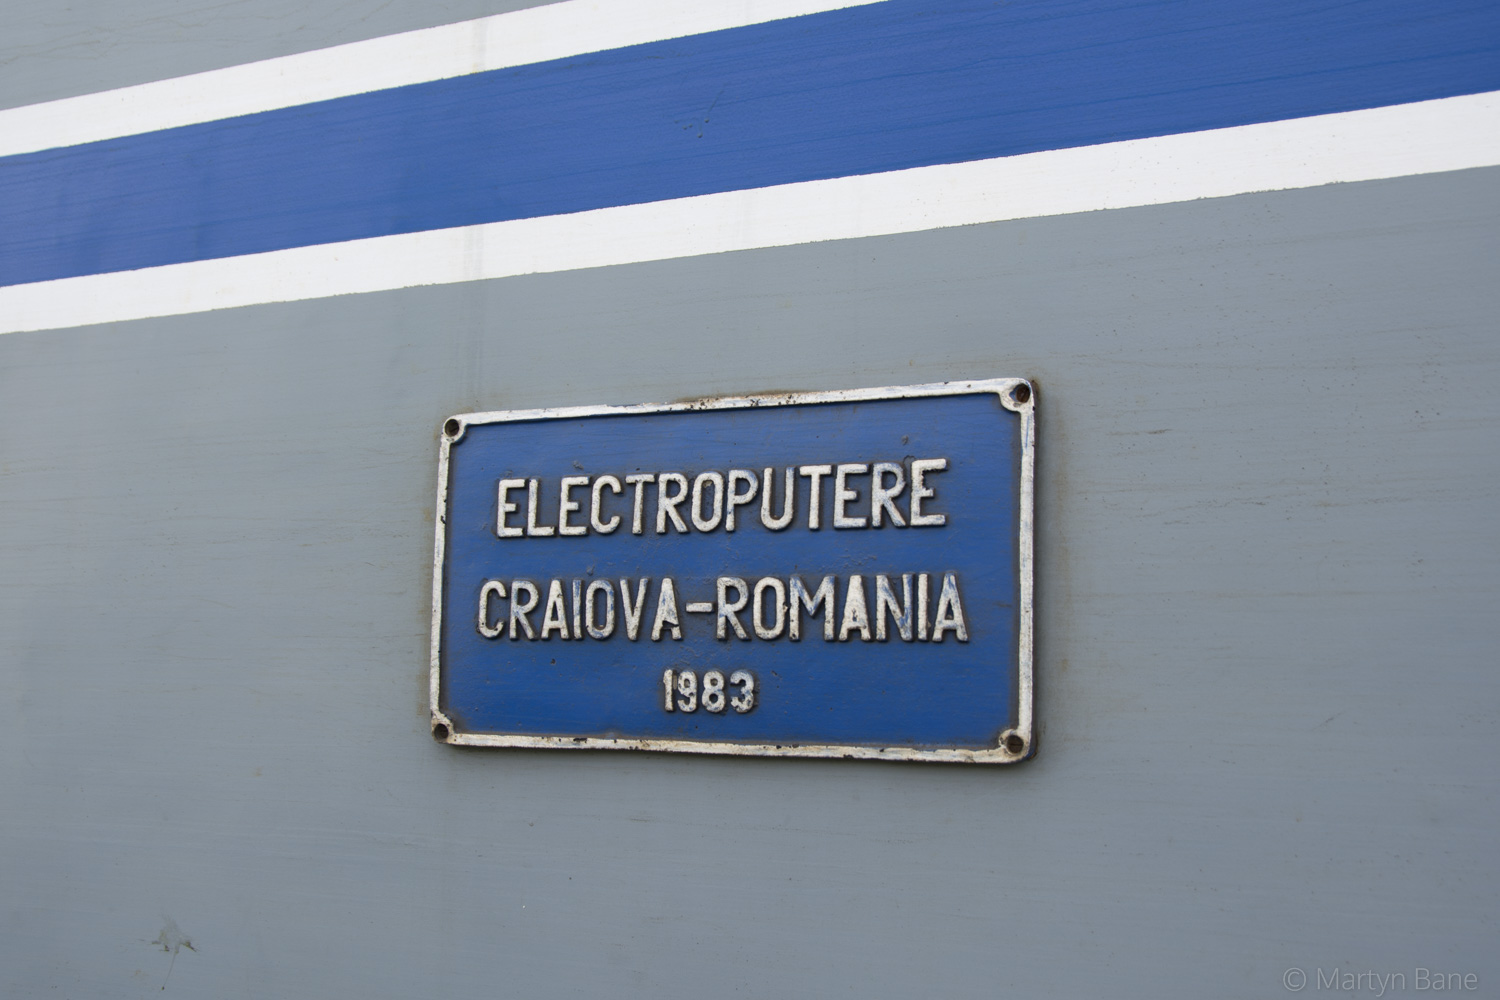 ELECTROPUTERE
CRAIOVA-ROMANIA
1983
© Martyn Bane